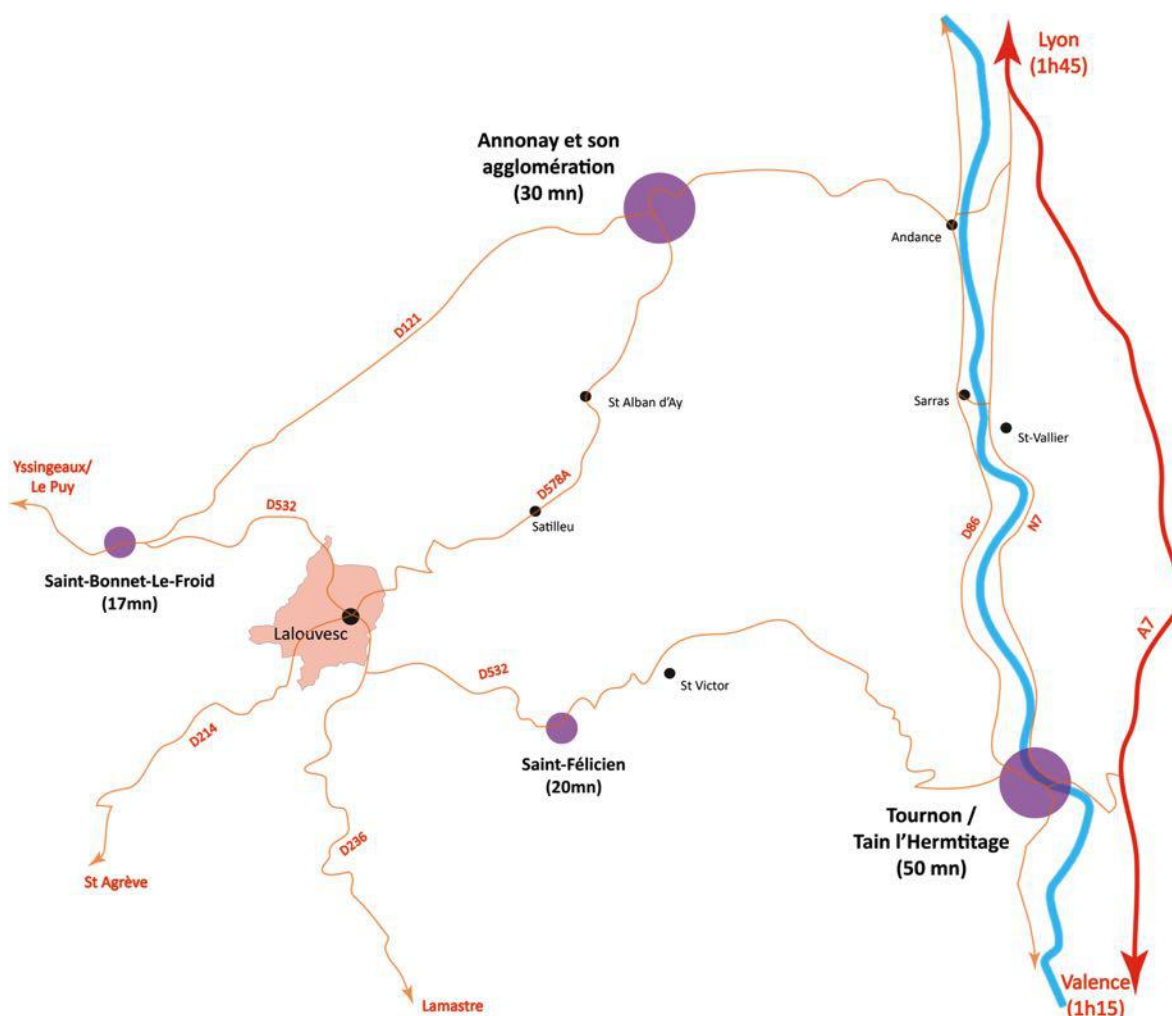 Lyon
(1h45)
Annonay et son
agglomération
(30 mn)
Andance
D121
St Alban d'Ay
Sarras
St-Vallier
Yssingeaux/
Le Puy
D532
D578A
Satilleu
D86
N7
Saint-Bonnet-Le-Froid
(17mn)
Lalouvesc
A7
D532
St Victor
D214
Saint-Félicien
(20mn)
Tournon /
Tain l'Hermtitage
(50 mn)
D236
St Agrève
Lamastre
Valence
(1h15)